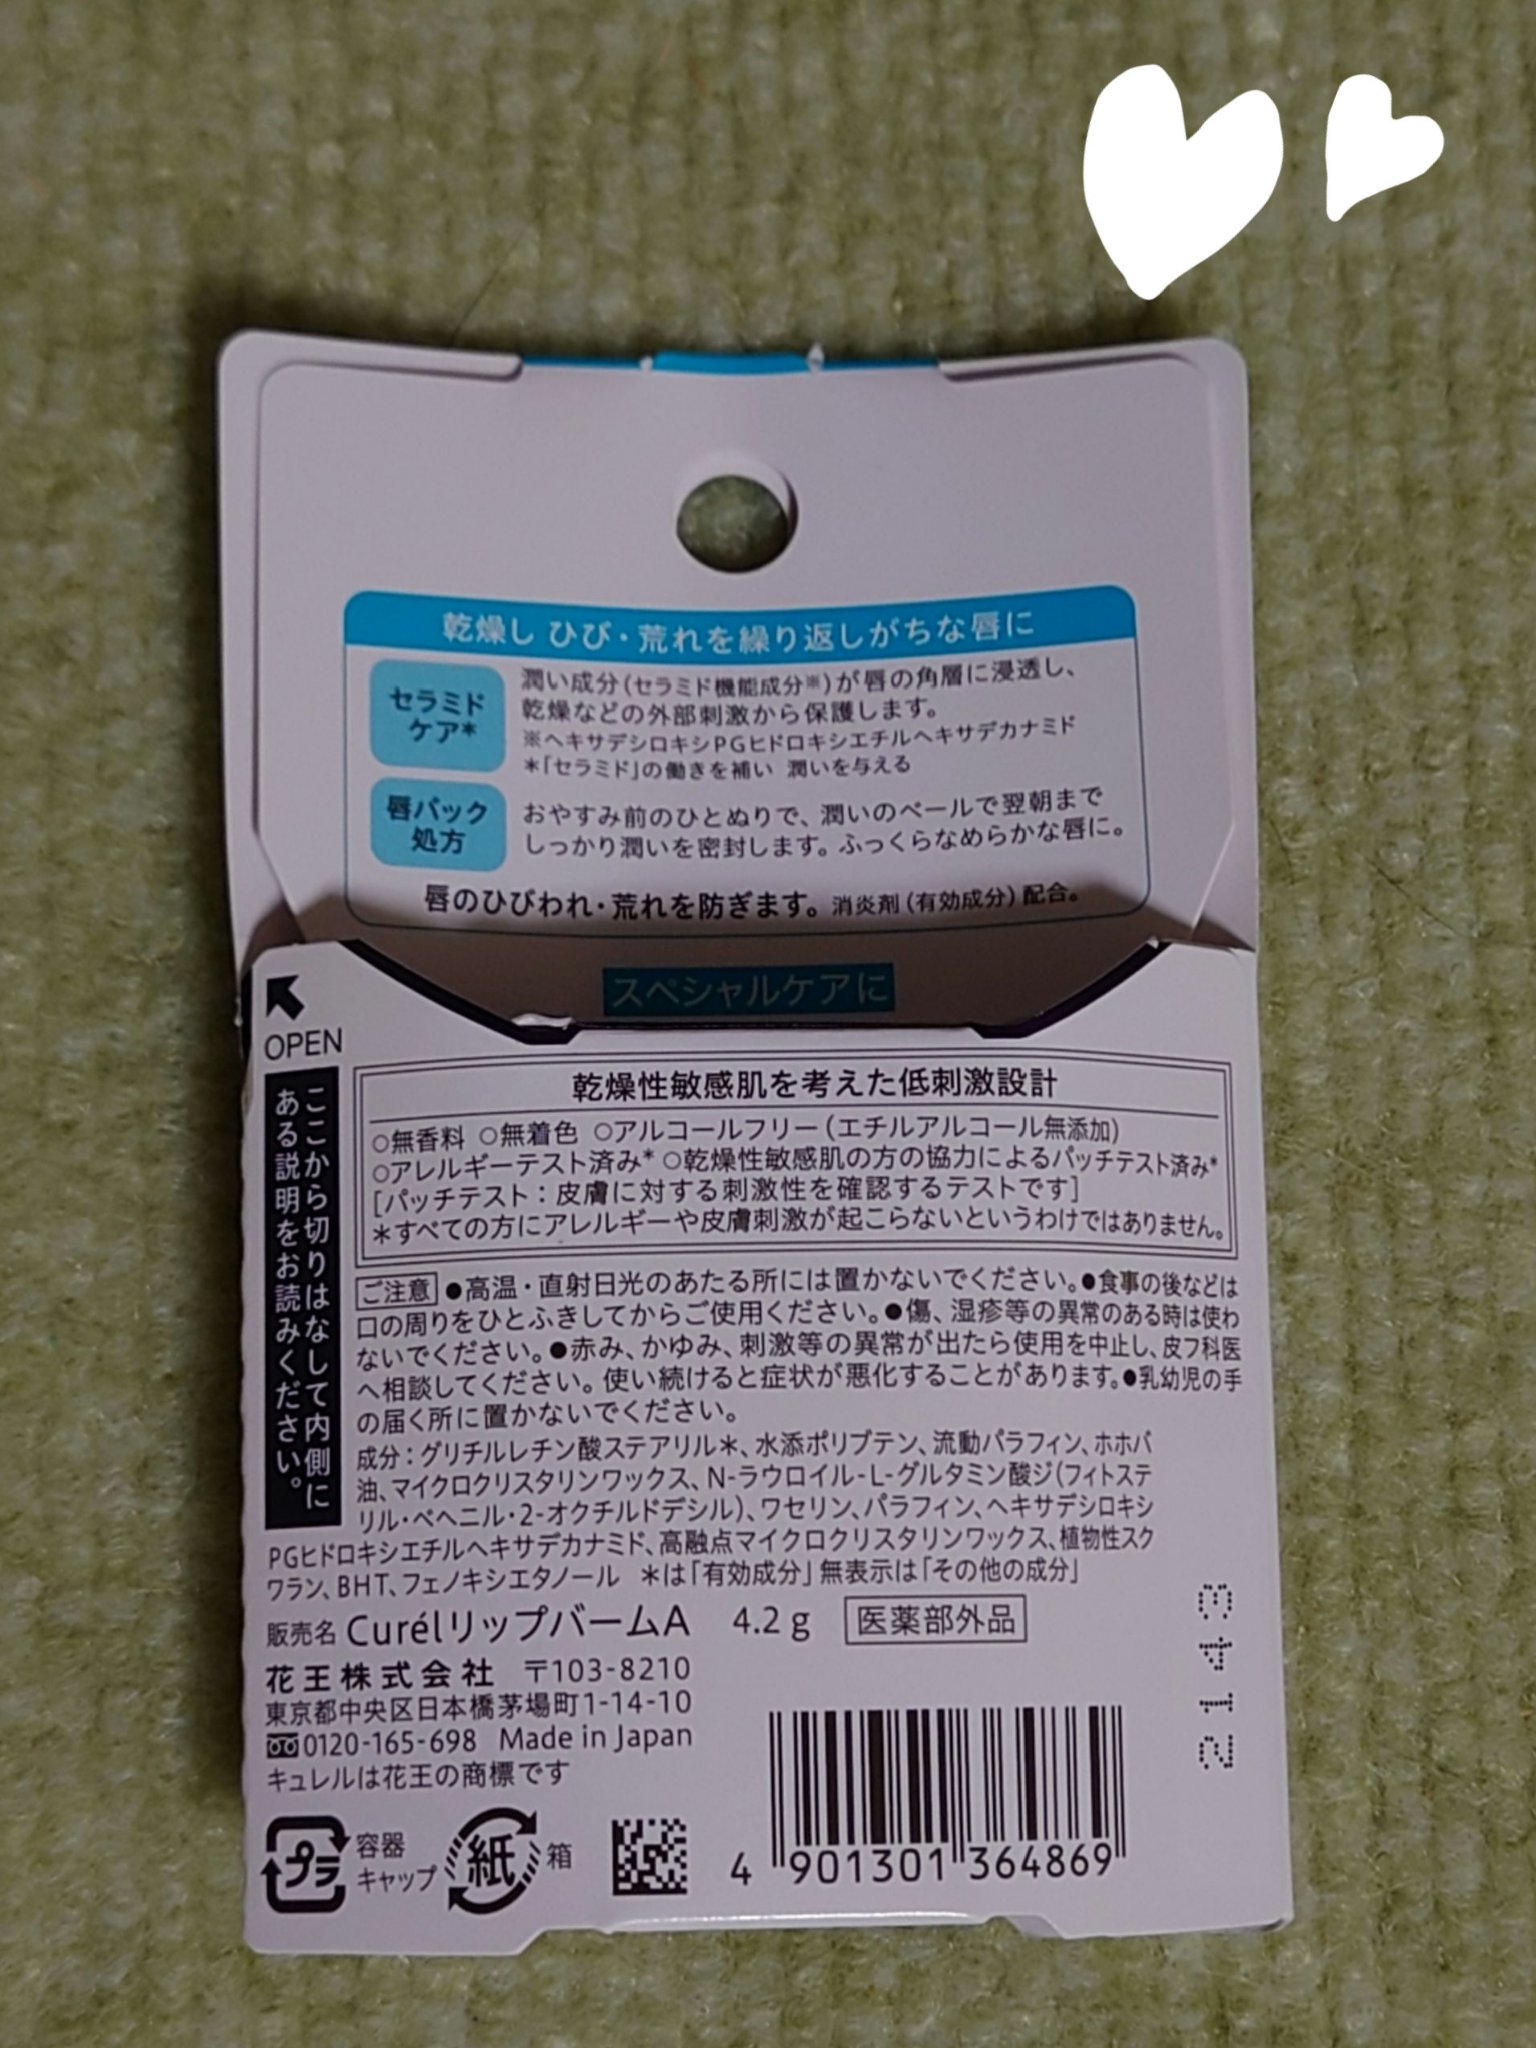 乾燥し ひび・荒れを繰り返しがちな唇に
セラミド
ケア*
潤い成分(セラミド機能成分※)が唇の角層に浸透し、
乾燥などの外部刺激から保護します。
※ヘキサデシロキシPGヒドロキシエチルヘキサデカナミド
*「セラミド」の働きを補い 潤いを与える
唇パック
処方
おやすみ前のひとぬりで、潤いのベールで翌朝まで
しっかり潤いを密封します。ふっくらなめらかな唇に。
唇のひびわれ・荒れを防ぎます。消炎剤(有効成分)配合。
スペシャルケアに
OPEN
ここから切りはなして内側に
ある説明をお読みください。
乾燥性敏感肌を考えた低刺激設計
○無香料 ○無着色 ○アルコールフリー(エチルアルコール無添加)
○アレルギーテスト済み* ○乾燥性敏感肌の方の協力によるパッチテスト済み*
[パッチテスト：皮膚に対する刺激性を確認するテストです]
*すべての方にアレルギーや皮膚刺激が起こらないというわけではありません。
ご注意 ●高温・直射日光のあたる所には置かないでください。●食事の後などは
口の周りをひとふきしてからご使用ください。●傷、湿疹等の異常のある時は使わ
ないでください。●赤み、かゆみ、刺激等の異常が出たら使用を中止し、皮フ科医
へ相談してください。使い続けると症状が悪化することがあります。●乳幼児の手
の届く所に置かないでください。
成分：グリチルレチン酸ステアリル*、水添ポリブテン、流動パラフィン、ホホバ
油、マイクロクリスタリンワックス、N-ラウロイル-L-グルタミン酸ジ(フィトステ
リル・ベヘニル・2-オクチルドデシル)、ワセリン、パラフィン、ヘキサデシロキシ
PGヒドロキシエチルヘキサデカナミド、高融点マイクロクリスタリンワックス、植物性スク
ワラン、BHT、フェノキシエタノール *は「有効成分」無表示は「その他の成分」
販売名 CurélリップバームA 4.2g 医薬部外品
花王株式会社 〒103-8210
東京都中央区日本橋茅場町1-14-10
0120-165-698 Made in Japan
キュレルは花王の商標です
プラ 容器
キャップ
紙 箱
4 901301 364869
2143